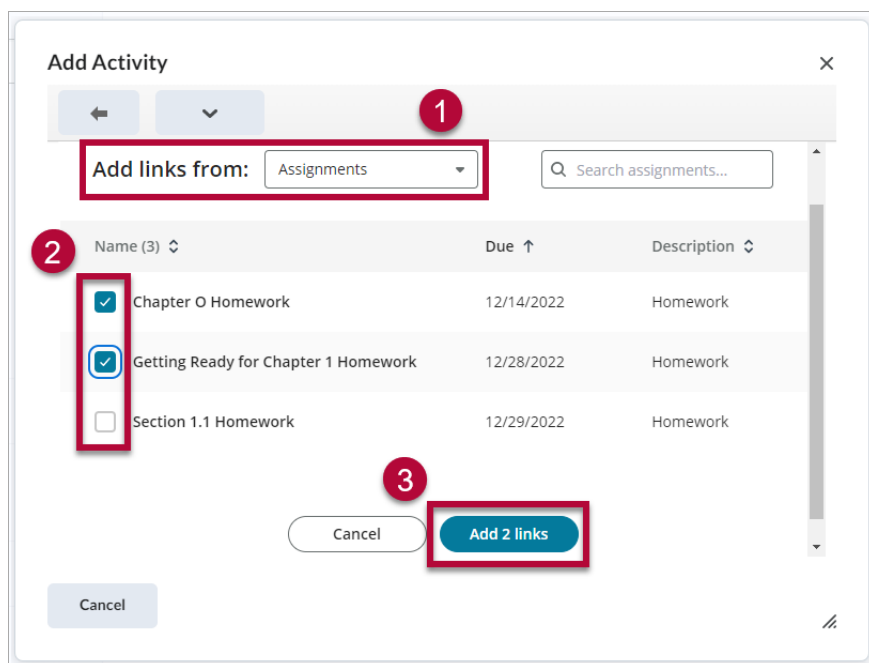 Add Activity
1
Add links from: Assignments Search assignments...
2
Name (3) Due Description
Chapter O Homework 12/14/2022 Homework
Getting Ready for Chapter 1 Homework 12/28/2022 Homework
Section 1.1 Homework 12/29/2022 Homework
3
Cancel Add 2 links
Cancel